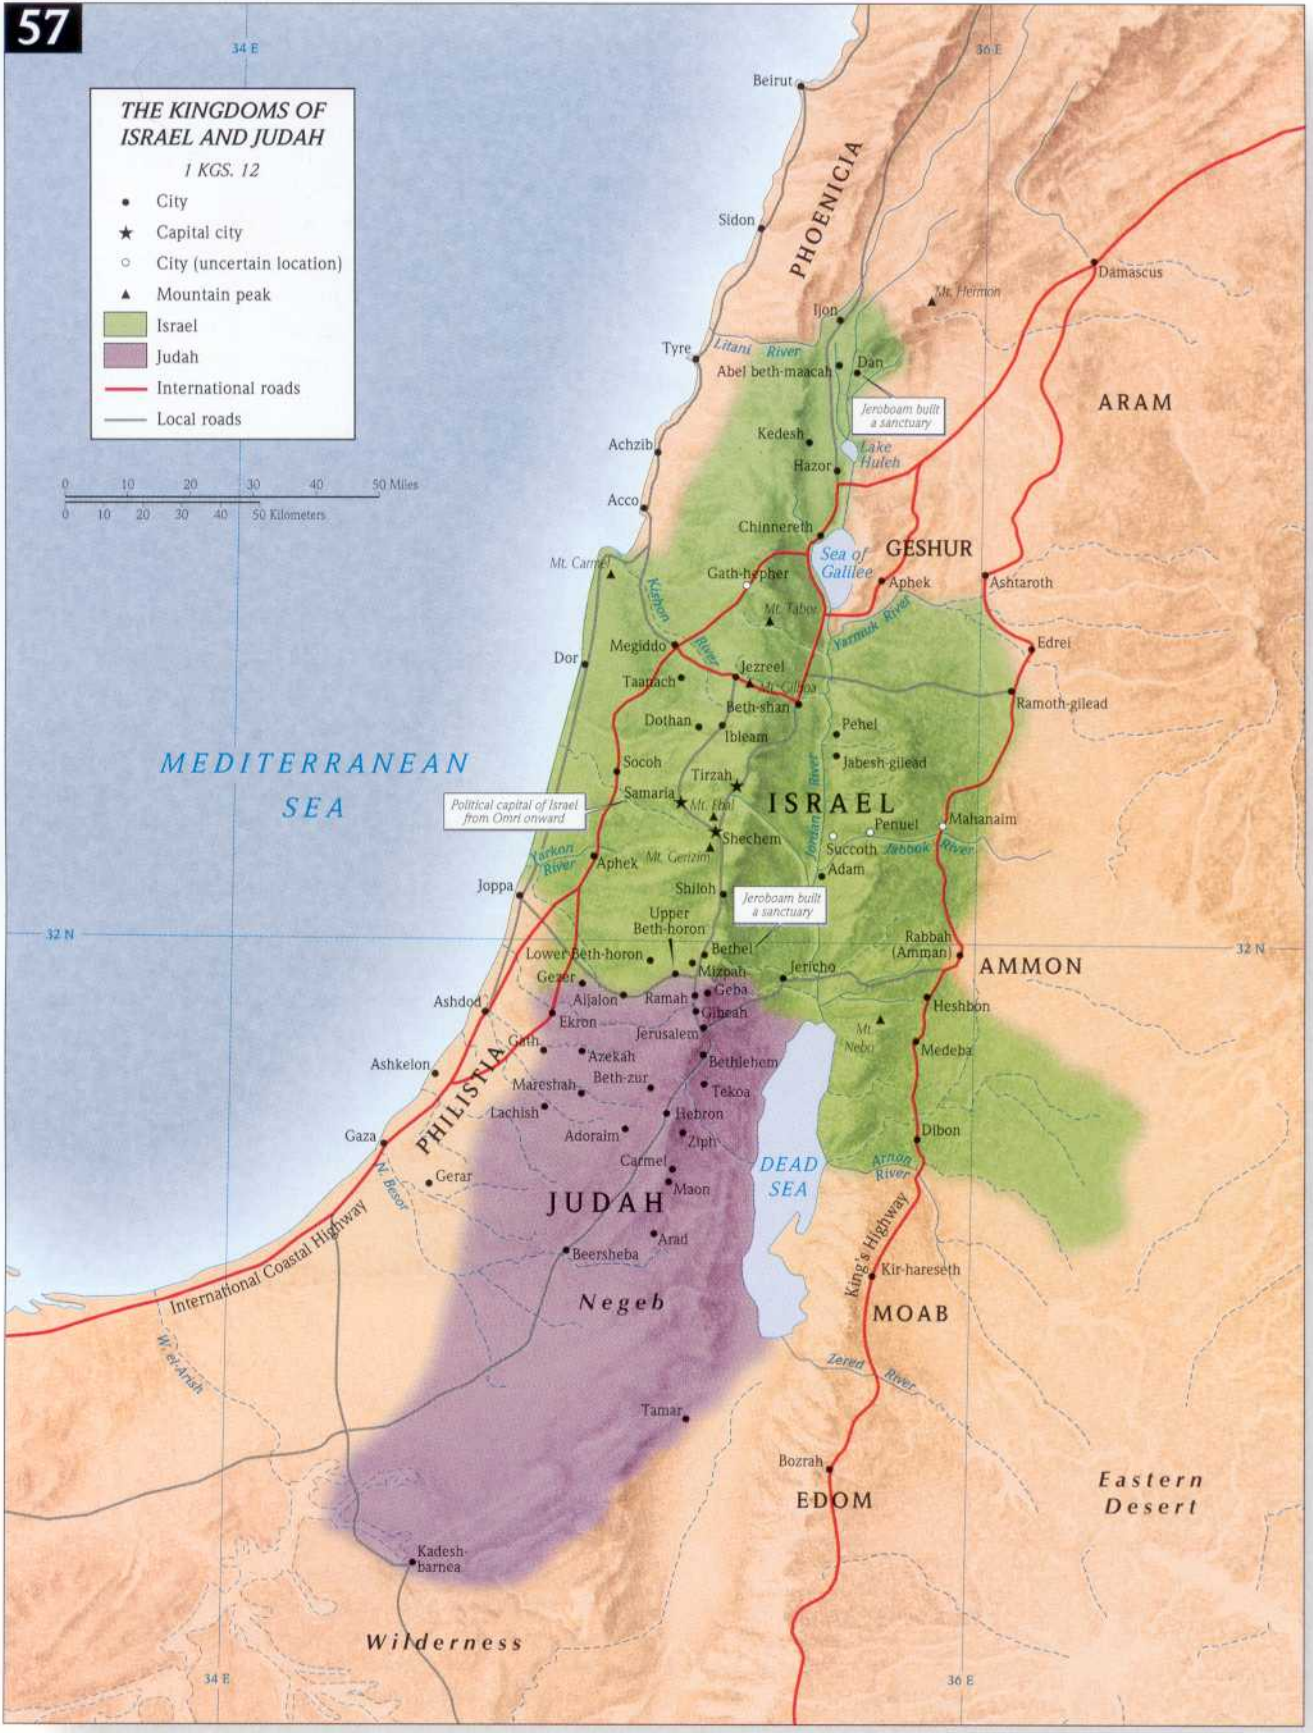 57
34 E
36 E
THE KINGDOMS OF
ISRAEL AND JUDAH
1 KGS. 12
City
Capital city
City (uncertain location)
Mountain peak
Israel
Judah
International roads
Local roads
0 10 20 30 40 50 Miles
0 10 20 30 40 50 Kilometers
Beirut
PHOENICIA
Sidon
Damascus
Mt. Hermon
Ijon
Tyre
Litani River
Abel beth-maacah
Dan
ARAM
Jeroboam built
a sanctuary
Kedesh
Achzib
Lake
Huleh
Hazor
Acco
Chinnereth
Sea of
Galilee
GESHUR
Mt. Carmel
Gath-hepher
Aphek
Ashtaroth
Kishon
River
Mt. Tabor
Yarmuk River
Megiddo
Edrei
Dor
Jezreel
Taanach
Mt. Gilboa
Beth-shan
Ramoth-gilead
Dothan
Ibleam
Pehel
MEDITERRANEAN
SEA
Socoh
Jabesh-gilead
Tirzah
Samaria
ISRAEL
Political capital of Israel
from Omri onward
Mt. Ebal
Jordan River
Penuel
Mahanaim
Shechem
Succoth
Jabbok River
Yarkon
River
Aphek
Mt. Gerizim
Adam
Joppa
Shiloh
Jeroboam built
a sanctuary
Upper
Beth-horon
32 N
32 N
Lower Beth-horon
Bethel
Rabbah
(Amman)
AMMON
Mizpah
Jericho
Gezer
Geba
Aijalon
Ramah
Ashdod
Gibeah
Heshbon
Ekron
Jerusalem
Mt.
Nebo
Gath
Azekah
Medeba
Bethlehem
Ashkelon
PHILISTIA
Mareshah
Beth-zur
Tekoa
Lachish
Hebron
Gaza
Adoraim
Ziph
Dibon
Carmel
DEAD
SEA
Arnon
River
Gerar
N. Besor
Maon
JUDAH
International Coastal Highway
Arad
King's Highway
Beersheba
Kir-hareseth
Negeb
MOAB
W. el-Arish
Zered River
Tamar
Bozrah
EDOM
Eastern
Desert
Kadesh-
barnea
Wilderness
34 E
36 E